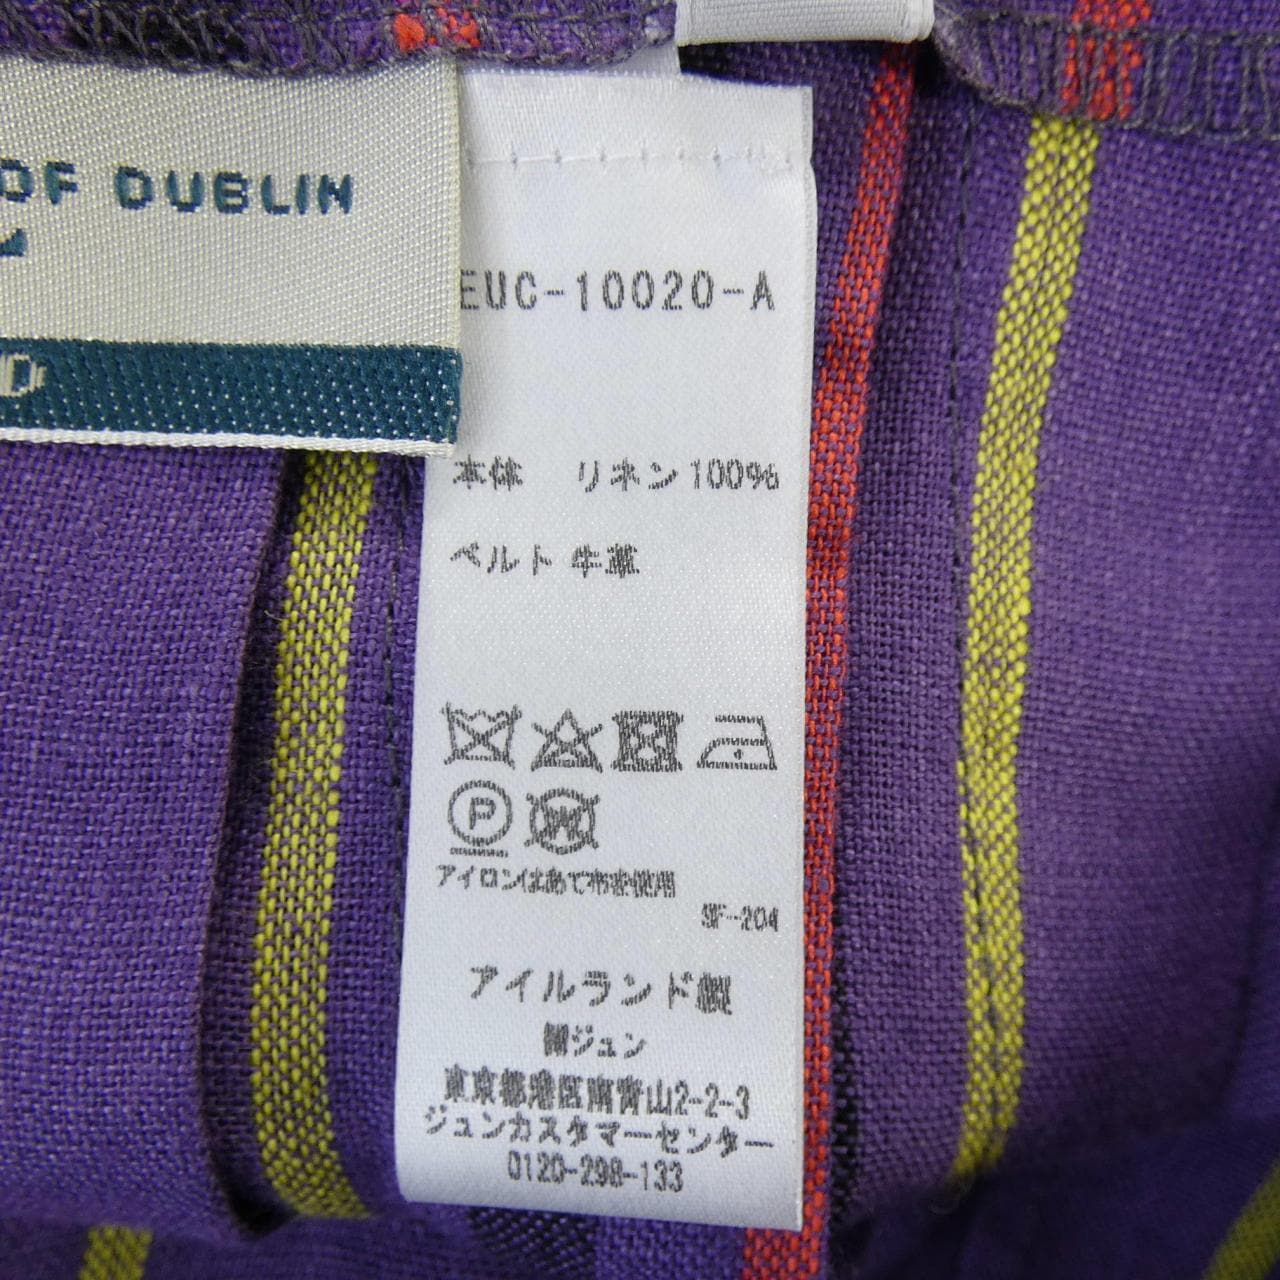 OF DUBLIN
EUC-10020-A
本体 リネン100%
ベルト 牛革
P
W
アイロンはあて布を使用
SF-204
アイルランド製
㈱ジュン
東京都港区南青山2-2-3
ジュンカスタマーセンター
0120-298-133